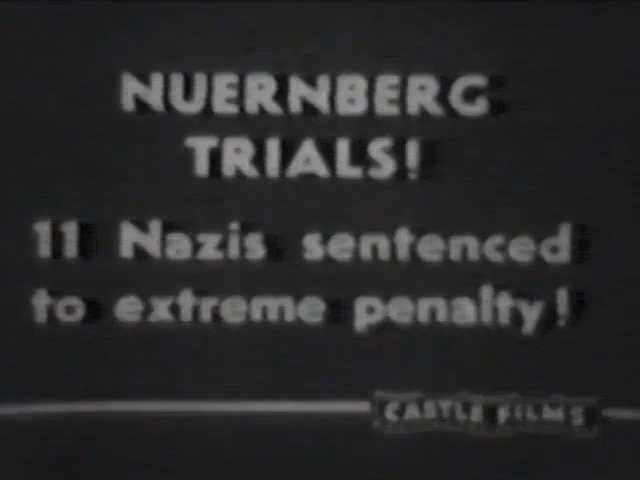 NUERNBERG
TRIALS!
11 Nazis sentenced
to extreme penalty!
CASTLE FILMS